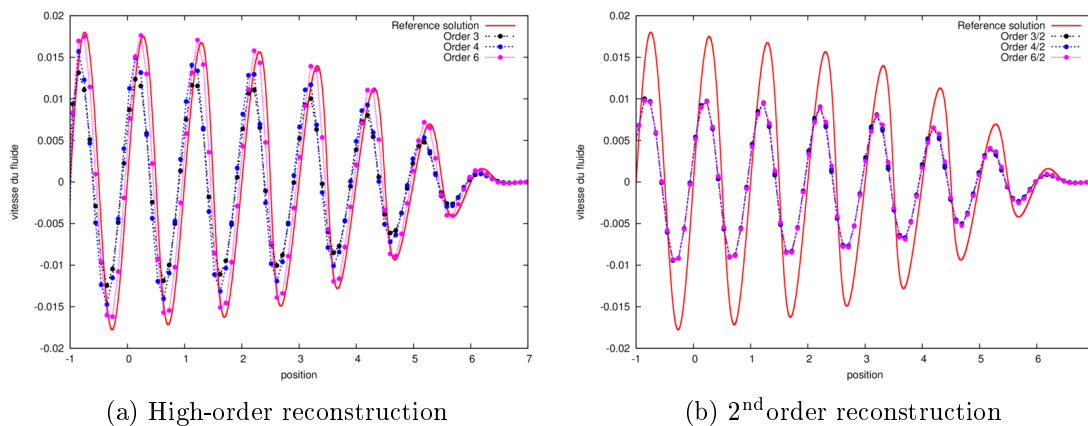 0.02
0.015
0.01
0.005
0
-0.005
-0.01
-0.015
-0.02
vitesse du fluide
Reference solution
Order 3
Order 4
Order 6
-1 0 1 2 3 4 5 6 7
position
(a) High-order reconstruction
0.02
0.015
0.01
0.005
0
-0.005
-0.01
-0.015
-0.02
vitesse du fluide
Reference solution
Order 3/2
Order 4/2
Order 6/2
-1 0 1 2 3 4 5 6
position
(b) 2nd order reconstruction